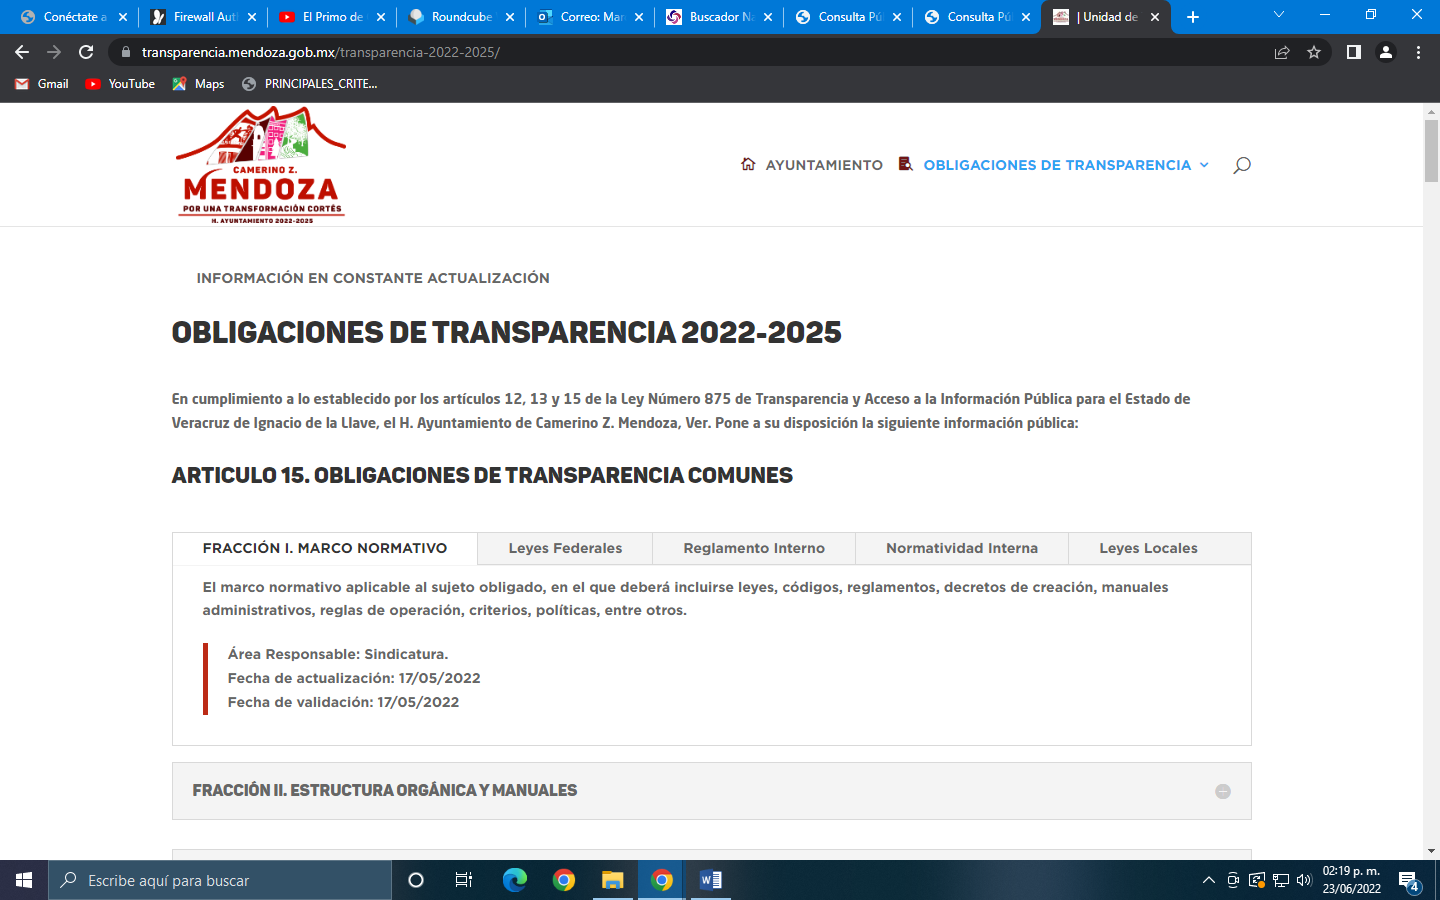 Conéctate a
Firewall Aut
El Primo de
Roundcube
Correo: Mar
Buscador Na
Consulta Pú
Consulta Pú
| Unidad de
transparencia.mendoza.gob.mx/transparencia-2022-2025/
Gmail
YouTube
Maps
PRINCIPALES_CRITE...
CAMERINO Z.
MENDOZA
POR UNA TRANSFORMACIÓN CORTÉS
H. AYUNTAMIENTO 2022-2025
AYUNTAMIENTO
OBLIGACIONES DE TRANSPARENCIA
INFORMACIÓN EN CONSTANTE ACTUALIZACIÓN
OBLIGACIONES DE TRANSPARENCIA 2022-2025
En cumplimiento a lo establecido por los artículos 12, 13 y 15 de la Ley Número 875 de Transparencia y Acceso a la Información Pública para el Estado de
Veracruz de Ignacio de la Llave, el H. Ayuntamiento de Camerino Z. Mendoza, Ver. Pone a su disposición la siguiente información pública:
ARTICULO 15. OBLIGACIONES DE TRANSPARENCIA COMUNES
FRACCIÓN I. MARCO NORMATIVO
Leyes Federales
Reglamento Interno
Normatividad Interna
Leyes Locales
El marco normativo aplicable al sujeto obligado, en el que deberá incluirse leyes, códigos, reglamentos, decretos de creación, manuales
administrativos, reglas de operación, criterios, políticas, entre otros.
Área Responsable: Sindicatura.
Fecha de actualización: 17/05/2022
Fecha de validación: 17/05/2022
FRACCIÓN II. ESTRUCTURA ORGÁNICA Y MANUALES
Escribe aquí para buscar
02:19 p. m.
23/06/2022
4